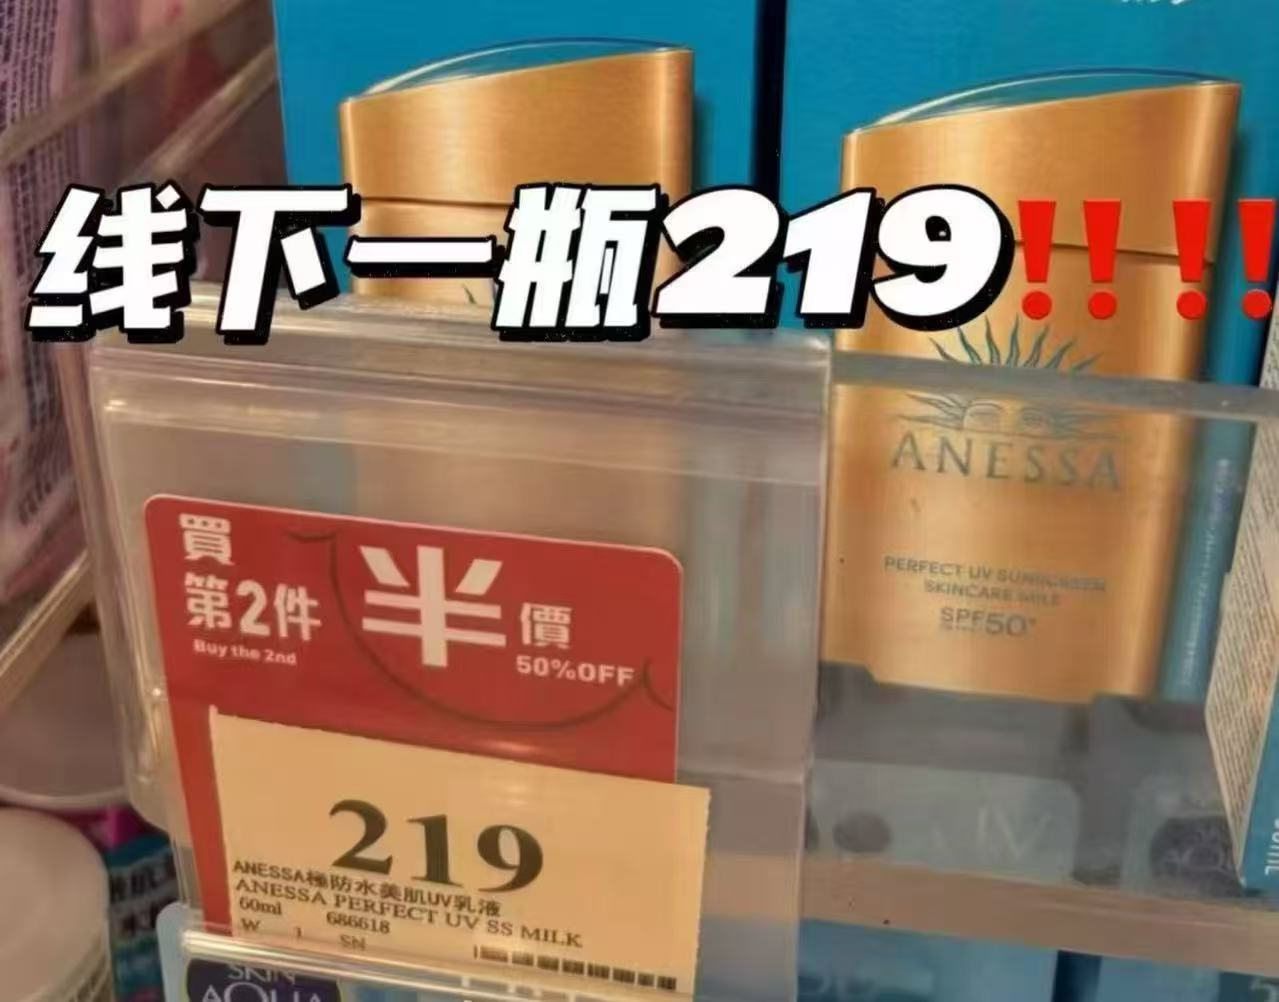 线下一瓶219‼️‼️
ANESSA
PERFECT UV SUNSCREEN
SKINCARE MILK
SPF50+
買
第2件
半
價
Buy the 2nd
50%OFF
219
ANESSA極防水美肌UV乳液
ANESSA PERFECT UV SS MILK
60ml 686618
W 1 SN
SKIN
AQUA